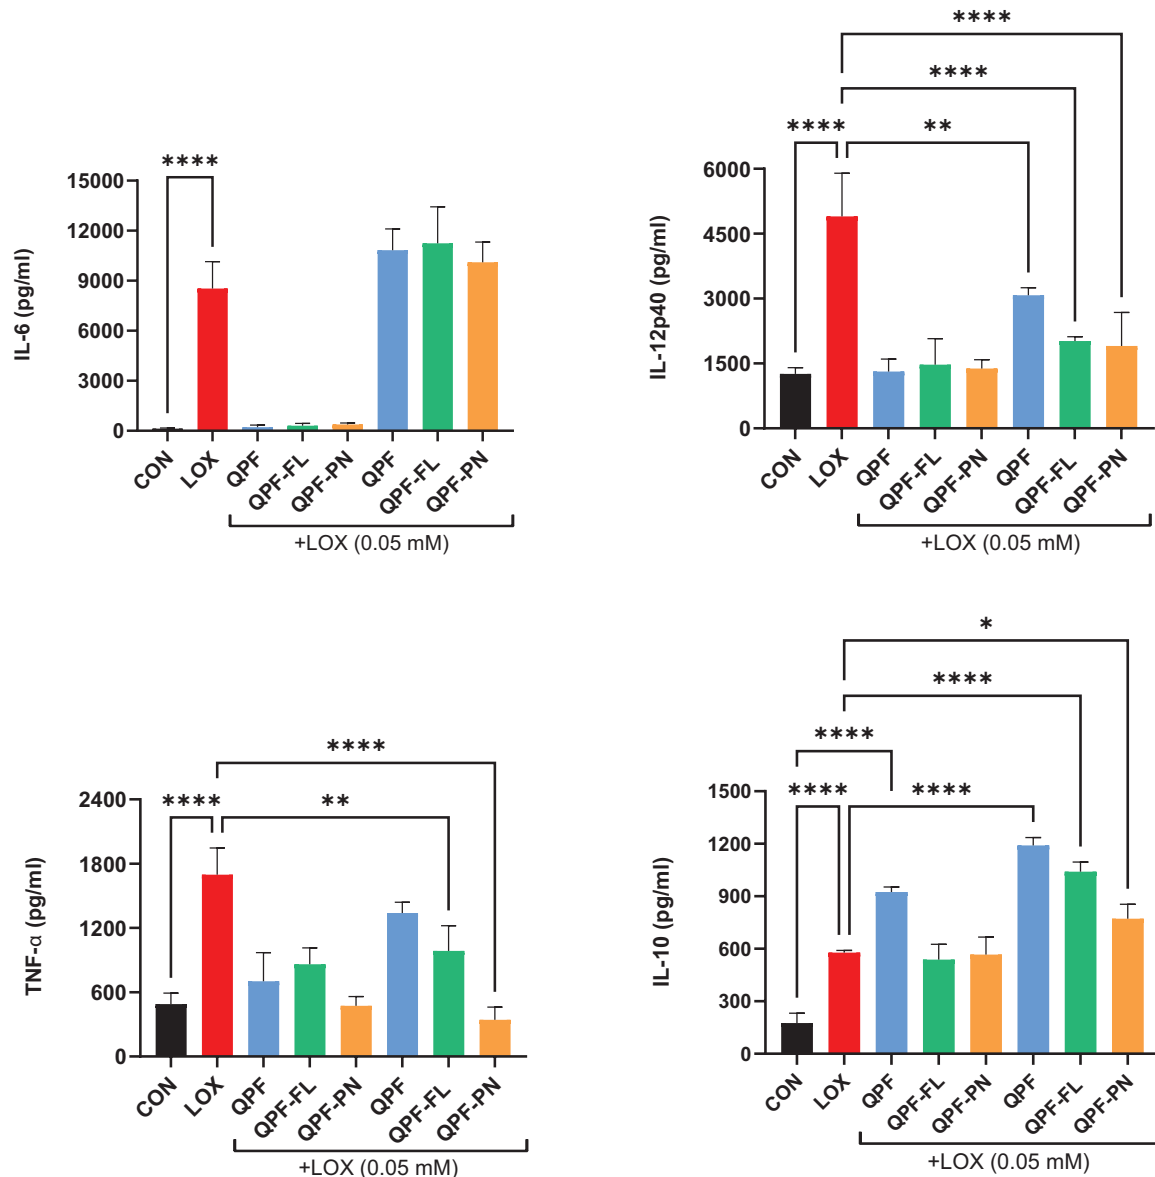 ****
15000
12000
9000
6000
3000
0
IL-6 (pg/ml)
CON
LOX
QPF
QPF-FL
QPF-PN
QPF
QPF-FL
QPF-PN
+LOX (0.05 mM)
****
****
****
**
6000
4500
3000
1500
0
IL-12p40 (pg/ml)
CON
LOX
QPF
QPF-FL
QPF-PN
QPF
QPF-FL
QPF-PN
+LOX (0.05 mM)
****
****
**
2400
1800
1200
600
0
TNF-α (pg/ml)
CON
LOX
QPF
QPF-FL
QPF-PN
QPF
QPF-FL
QPF-PN
+LOX (0.05 mM)
*
****
****
****
****
1500
1200
900
600
300
0
IL-10 (pg/ml)
CON
LOX
QPF
QPF-FL
QPF-PN
QPF
QPF-FL
QPF-PN
+LOX (0.05 mM)